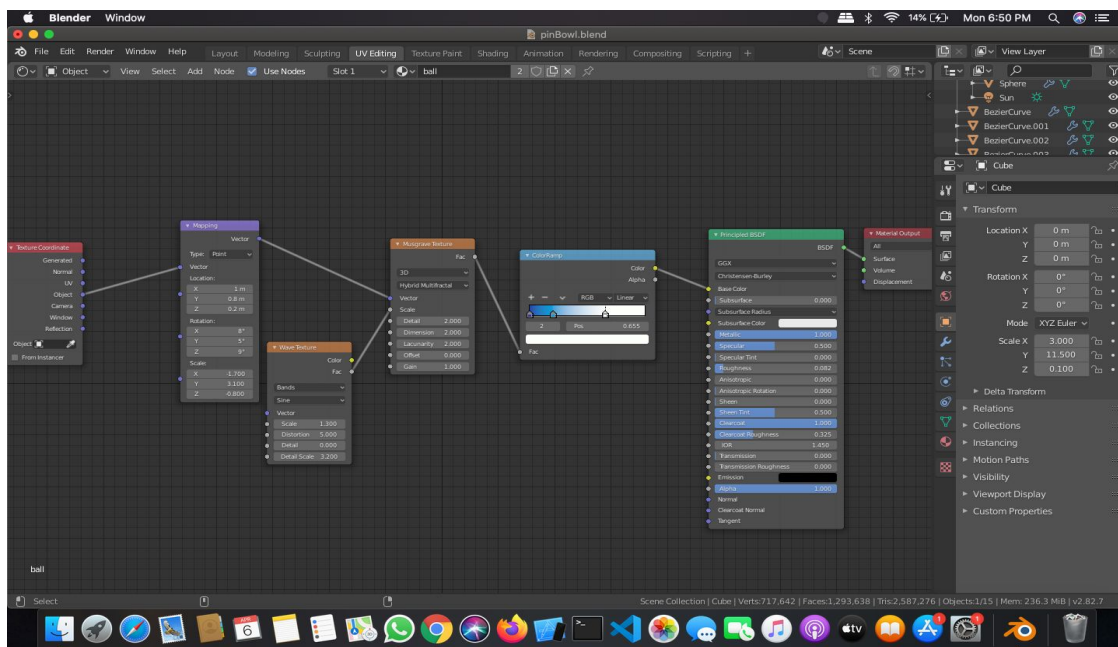 Blender Window 14% Mon 6:50 PM
pinBowl.blend
File Edit Render Window Help Layout Modeling Sculpting UV Editing Texture Paint Shading Animation Rendering Compositing Scripting + Scene View Layer
Object View Select Add Node Use Nodes Slot 1 ball 2
Sphere
Sun
BezierCurve
BezierCurve.001
BezierCurve.002
BezierCurve.003
Cube
Cube
Transform
Location X 0 m
Y 0 m
Z 0 m
Rotation X 0°
Y 0°
Z 0°
Mode XYZ Euler
Scale X 3.000
Y 11.500
Z 0.100
Delta Transform
Relations
Collections
Instancing
Motion Paths
Visibility
Viewport Display
Custom Properties
Texture Coordinate
Generated
Normal
UV
Object
Camera
Window
Reflection
Object
From Instancer
Mapping
Vector
Type: Point
Vector
Location:
X 1 m
Y 0.8 m
Z 0.2 m
Rotation:
X 8°
Y 5°
Z 9°
Scale:
X 1.700
Y 3.100
Z 0.800
Wave Texture
Color
Fac
Bands
Sine
Vector
Scale 1.300
Distortion 5.000
Detail 0.000
Detail Scale 3.200
Musgrave Texture
Fac
3D
Hybrid Multifractal
Vector
Scale
Detail 2.000
Dimension 2.000
Lacunarity 2.000
Offset 0.000
Gain 1.000
ColorRamp
Color
Alpha
+ − RGB Linear
2 Pos 0.655
Fac
Principled BSDF
BSDF
GGX
Christensen-Burley
Base Color
Subsurface 0.000
Subsurface Radius
Subsurface Color
Metallic 1.000
Specular 0.500
Specular Tint 0.000
Roughness 0.082
Anisotropic 0.000
Anisotropic Rotation 0.000
Sheen 0.000
Sheen Tint 0.500
Clearcoat 1.000
Clearcoat Roughness 0.325
IOR 1.450
Transmission 0.000
Transmission Roughness 0.000
Emission
Alpha 1.000
Normal
Clearcoat Normal
Tangent
Material Output
All
Surface
Volume
Displacement
ball
Select Scene Collection | Cube | Verts:717,642 | Faces:1,293,638 | Tris:2,587,276 | Objects:1/15 | Mem: 236.3 MiB | v2.82.7
APR
6
tv